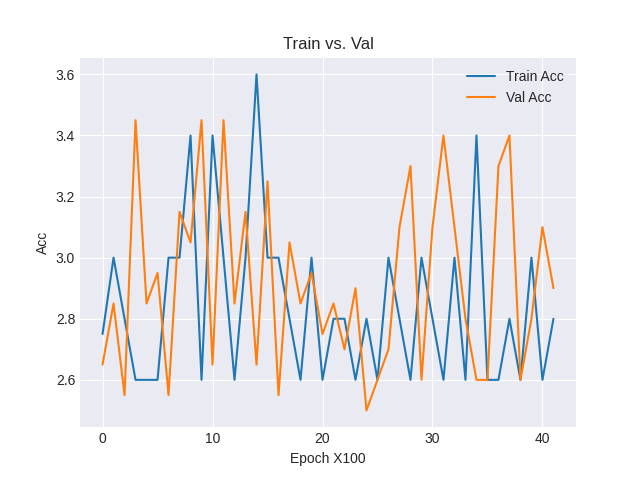 Train vs. Val
Train Acc
Val Acc
3.6
3.4
3.2
3.0
2.8
2.6
Acc
0 10 20 30 40
Epoch X100